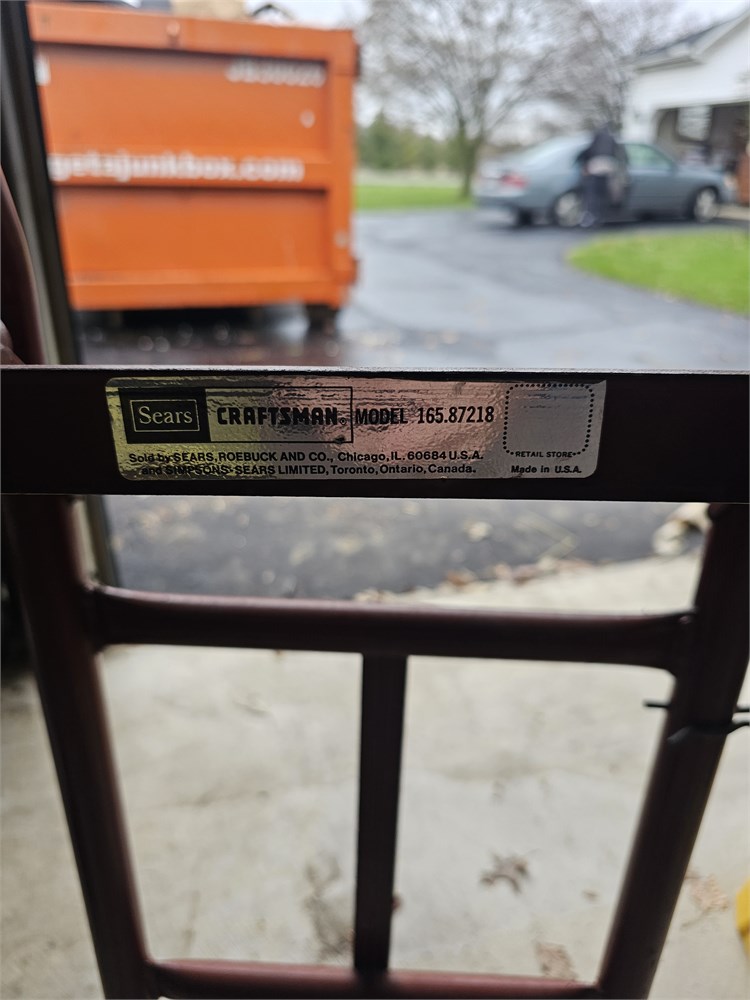 getsjunkbox.com
Sears CRAFTSMAN® MODEL 165.87218
Sold by SEARS, ROEBUCK AND CO., Chicago, IL. 60684 U.S.A.
and SIMPSONS-SEARS LIMITED, Toronto, Ontario, Canada.
RETAIL STORE
Made in U.S.A.